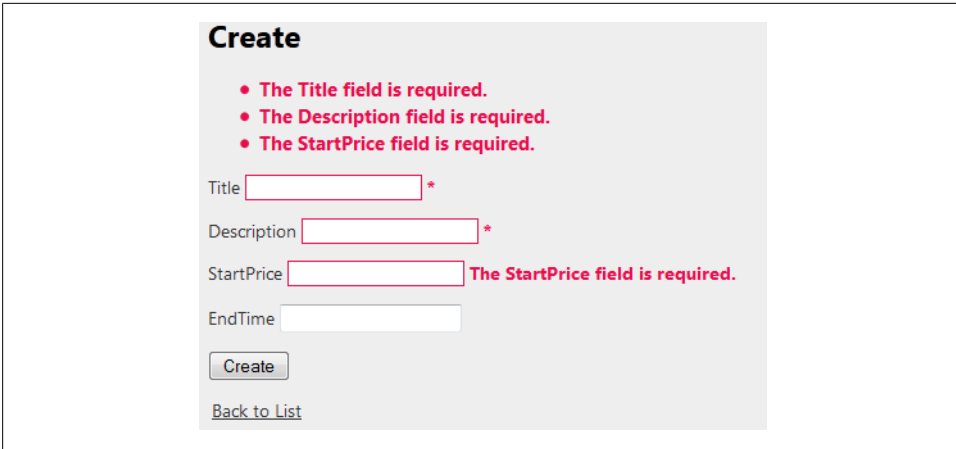 Create
• The Title field is required.
• The Description field is required.
• The StartPrice field is required.
Title *
Description *
StartPrice The StartPrice field is required.
EndTime
Create
Back to List